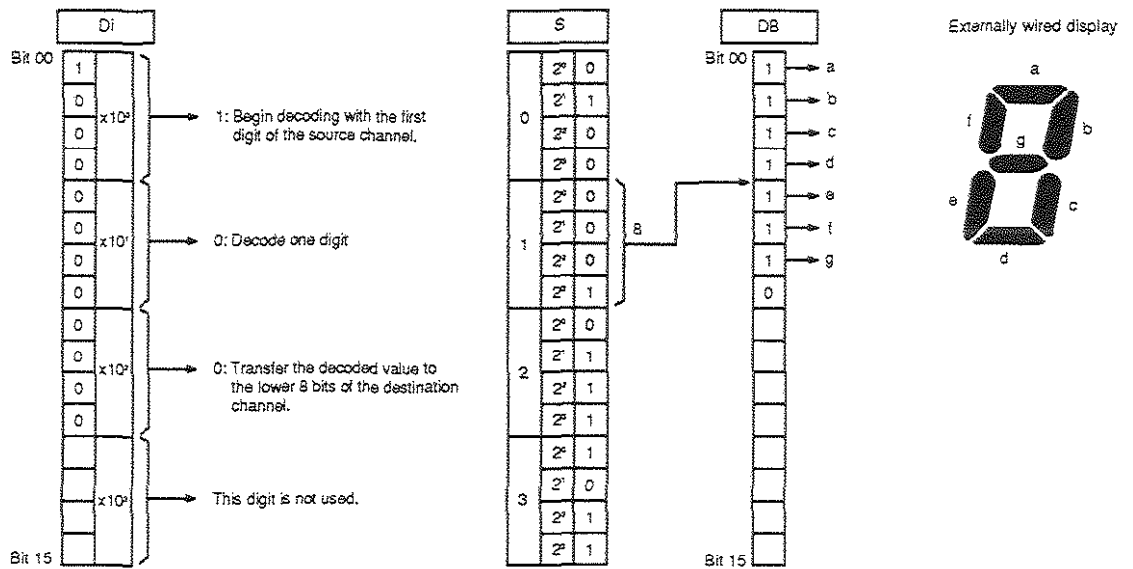 Di
Bit 00
1
0
0
0
x10⁰
1: Begin decoding with the first
digit of the source channel.
0
0
0
0
x10¹
0: Decode one digit
0
0
0
0
x10²
0: Transfer the decoded value to
the lower 8 bits of the destination
channel.
x10³
This digit is not used.
Bit 15
S
0
2⁰ 0
2¹ 1
2² 0
2³ 0
1
2⁰ 0
2¹ 0
2² 0
2³ 1
8
2
2⁰ 0
2¹ 1
2² 1
2³ 1
3
2⁰ 1
2¹ 0
2² 1
2³ 1
DB
Bit 00
1 a
1 b
1 c
1 d
1 e
1 f
1 g
0
Bit 15
Externally wired display
a
f
g
b
e
c
d